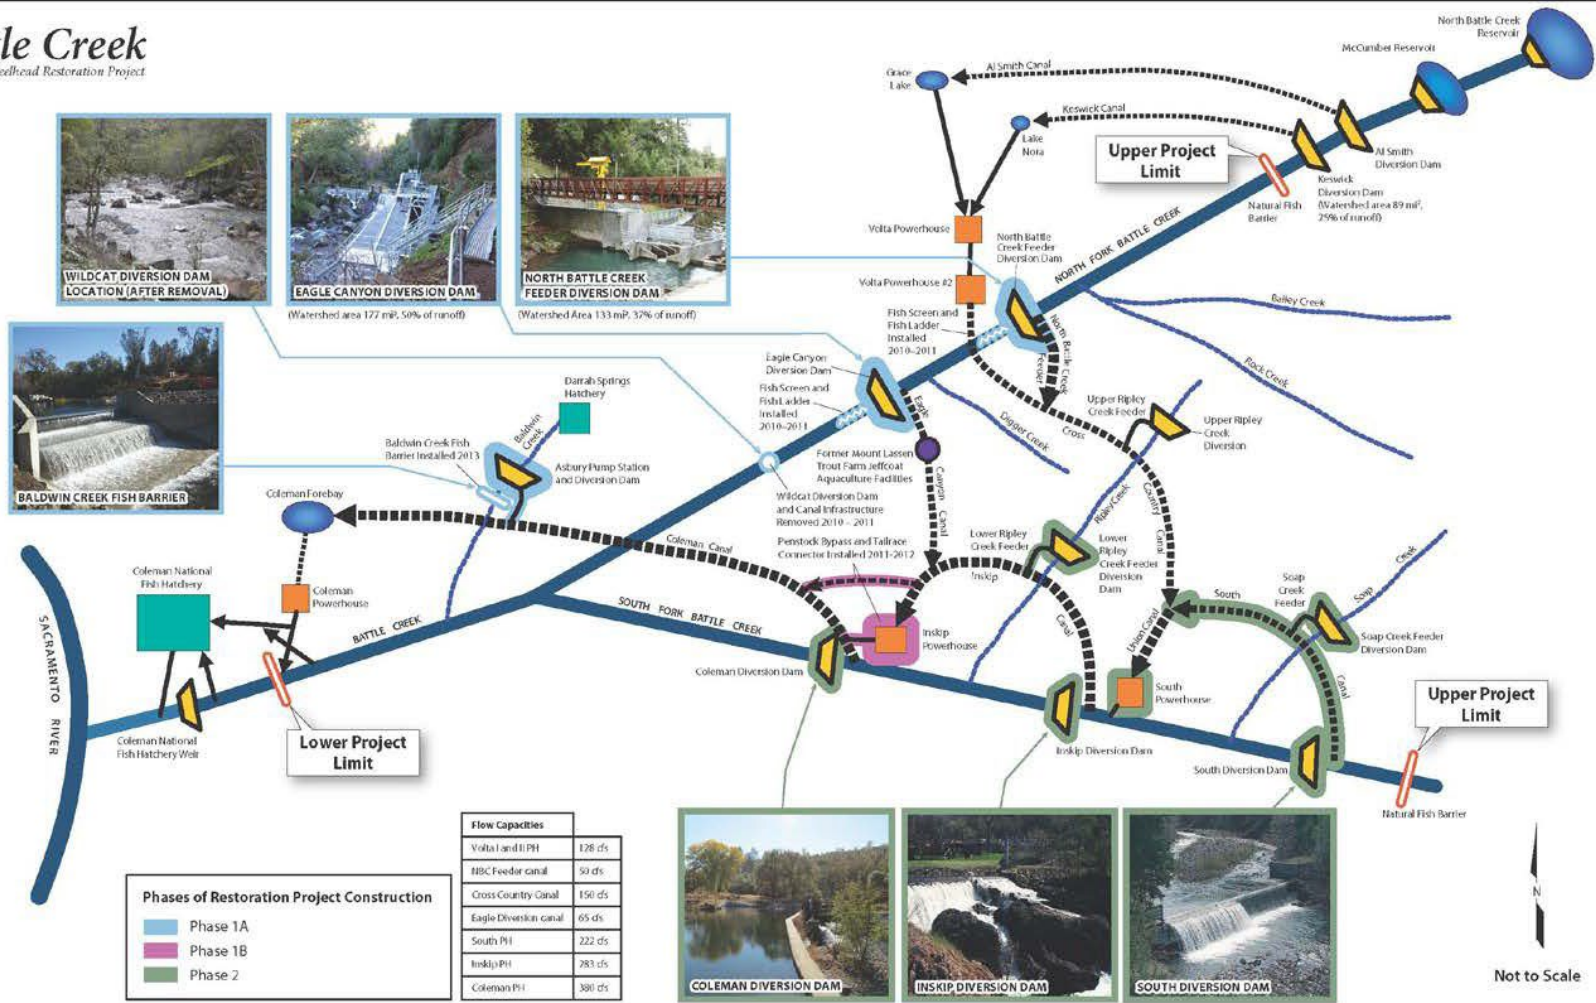 tle Creek
eelhead Restoration Project
North Battle Creek
Reservoir
McCumber Reservoir
Grace
Lake
Al Smith Canal
Keswick Canal
Lake
Nora
Upper Project
Limit
Al Smith
Diversion Dam
Keswick
Diversion Dam
(Watershed area 89 mi²,
25% of runoff)
Natural Fish
Barrier
WILDCAT DIVERSION DAM
LOCATION (AFTER REMOVAL)
EAGLE CANYON DIVERSION DAM
(Watershed area 177 mi², 50% of runoff)
NORTH BATTLE CREEK
FEEDER DIVERSION DAM
(Watershed Area 133 mi², 37% of runoff)
Volta Powerhouse
North Battle
Creek Feeder
Diversion Dam
NORTH FORK BATTLE CREEK
Volta Powerhouse #2
Bailey Creek
Fish Screen and
Fish Ladder
Installed
2010–2011
North Battle Creek
Feeder
Rock Creek
Eagle Canyon
Diversion Dam
Fish Screen and
Fish Ladder
Installed
2010–2011
Eagle
Canyon
Canal
Digger Creek
Cross
Country
Canal
Upper Ripley
Creek Feeder
Upper Ripley
Creek
Diversion
Darrah Springs
Hatchery
Baldwin
Creek
Baldwin Creek Fish
Barrier Installed 2013
Asbury Pump Station
and Diversion Dam
BALDWIN CREEK FISH BARRIER
Former Mount Lassen
Trout Farm Jeffcoat
Aquaculture Facilities
Wildcat Diversion Dam
and Canal Infrastructure
Removed 2010 – 2011
Ripley Creek
Coleman Forebay
Coleman Canal
Penstock Bypass and Tailrace
Connector Installed 2011-2012
Lower Ripley
Creek Feeder
Lower
Ripley
Creek Feeder
Diversion
Dam
Inskip
Canal
Coleman National
Fish Hatchery
Coleman
Powerhouse
SOUTH FORK BATTLE CREEK
BATTLE CREEK
Inskip
Powerhouse
Union Canal
South
Canal
Soap
Creek
Feeder
Soap
Creek
Soap Creek Feeder
Diversion Dam
SACRAMENTO RIVER
Coleman Diversion Dam
South
Powerhouse
Upper Project
Limit
Coleman National
Fish Hatchery Weir
Lower Project
Limit
Inskip Diversion Dam
South Diversion Dam
Natural Fish Barrier
Flow Capacities
Volta I and II PH 128 cfs
NBC Feeder canal 50 cfs
Cross Country Canal 150 cfs
Eagle Diversion canal 65 cfs
South PH 222 cfs
Inskip PH 283 cfs
Coleman PH 380 cfs
Phases of Restoration Project Construction
Phase 1A
Phase 1B
Phase 2
COLEMAN DIVERSION DAM
INSKIP DIVERSION DAM
SOUTH DIVERSION DAM
N
Not to Scale